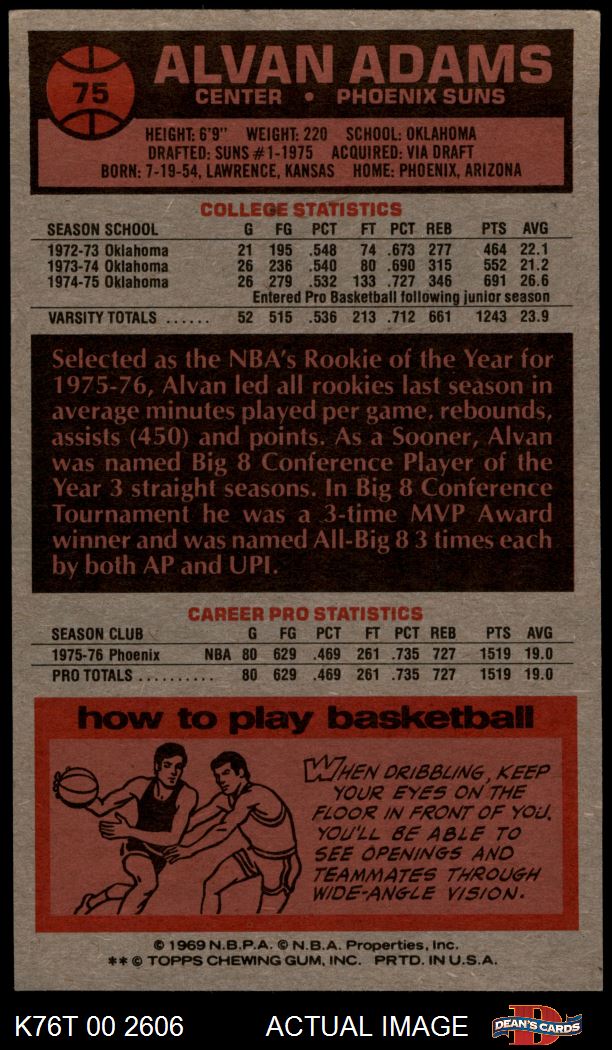 75
ALVAN ADAMS
CENTER • PHOENIX SUNS
HEIGHT: 6'9" WEIGHT: 220 SCHOOL: OKLAHOMA
DRAFTED: SUNS #1-1975 ACQUIRED: VIA DRAFT
BORN: 7-19-54, LAWRENCE, KANSAS HOME: PHOENIX, ARIZONA
COLLEGE STATISTICS
SEASON SCHOOL G FG PCT FT PCT REB PTS AVG
1972-73 Oklahoma 21 195 .548 74 .673 277 464 22.1
1973-74 Oklahoma 26 236 .540 80 .690 315 552 21.2
1974-75 Oklahoma 26 279 .532 133 .727 346 691 26.6
Entered Pro Basketball following junior season
VARSITY TOTALS ...... 52 515 .536 213 .712 661 1243 23.9
Selected as the NBA's Rookie of the Year for
1975-76, Alvan led all rookies last season in
average minutes played per game, rebounds,
assists (450) and points. As a Sooner, Alvan
was named Big 8 Conference Player of the
Year 3 straight seasons. In Big 8 Conference
Tournament he was a 3-time MVP Award
winner and was named All-Big 8 3 times each
by both AP and UPI.
CAREER PRO STATISTICS
SEASON CLUB G FG PCT FT PCT REB PTS AVG
1975-76 Phoenix NBA 80 629 .469 261 .735 727 1519 19.0
PRO TOTALS .......... 80 629 .469 261 .735 727 1519 19.0
how to play basketball
WHEN DRIBBLING, KEEP
YOUR EYES ON THE
FLOOR IN FRONT OF YOU.
YOU'LL BE ABLE TO
SEE OPENINGS AND
TEAMMATES THROUGH
WIDE-ANGLE VISION.
© 1969 N.B.P.A. © N.B.A. Properties, Inc.
** © TOPPS CHEWING GUM, INC. PRTD. IN U.S.A.
K76T 00 2606 ACTUAL IMAGE D DEAN'S CARDS